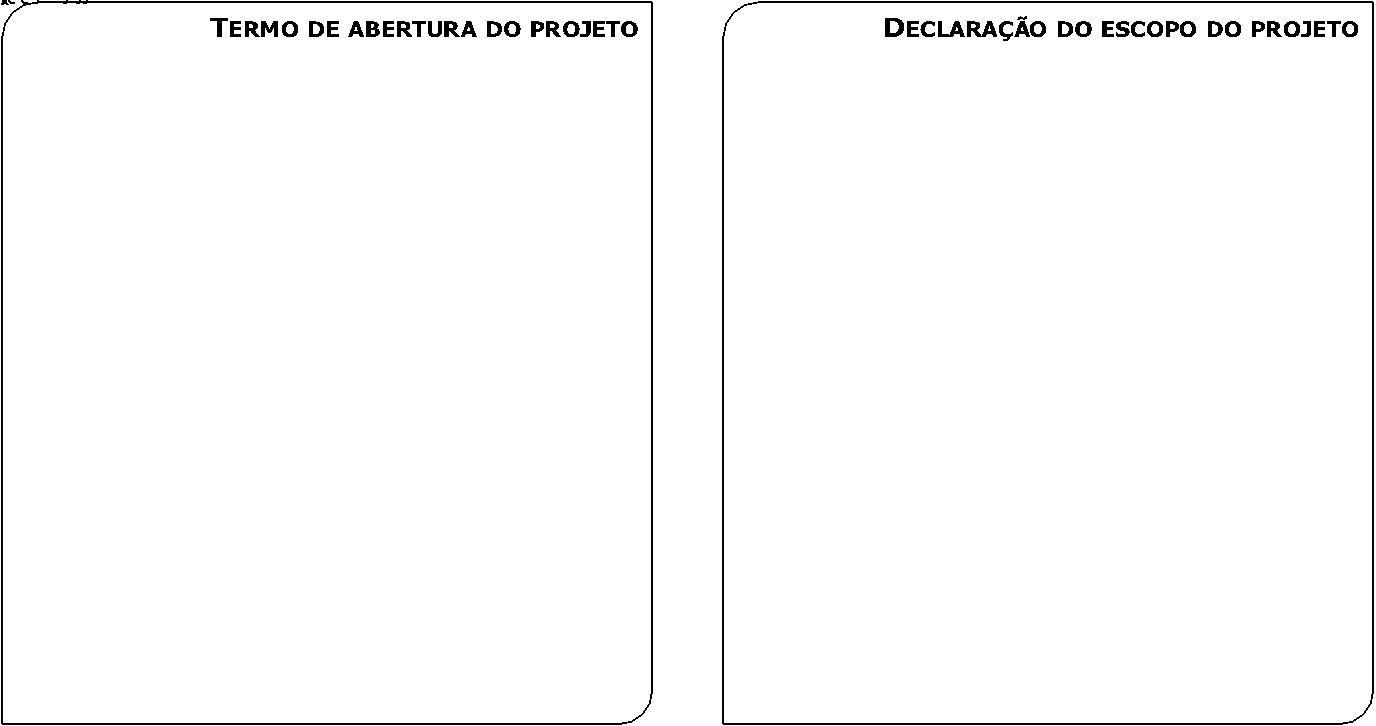 TERMO DE ABERTURA DO PROJETO
DECLARAÇÃO DO ESCOPO DO PROJETO